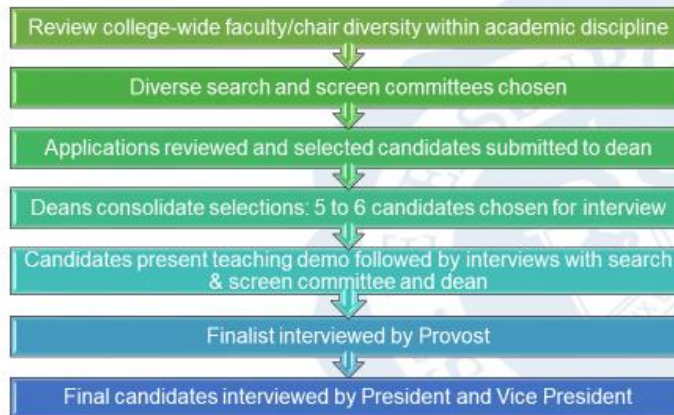 Review college-wide faculty/chair diversity within academic discipline
Diverse search and screen committees chosen
Applications reviewed and selected candidates submitted to dean
Deans consolidate selections: 5 to 6 candidates chosen for interview
Candidates present teaching demo followed by interviews with search
& screen committee and dean
Finalist interviewed by Provost
Final candidates interviewed by President and Vice President